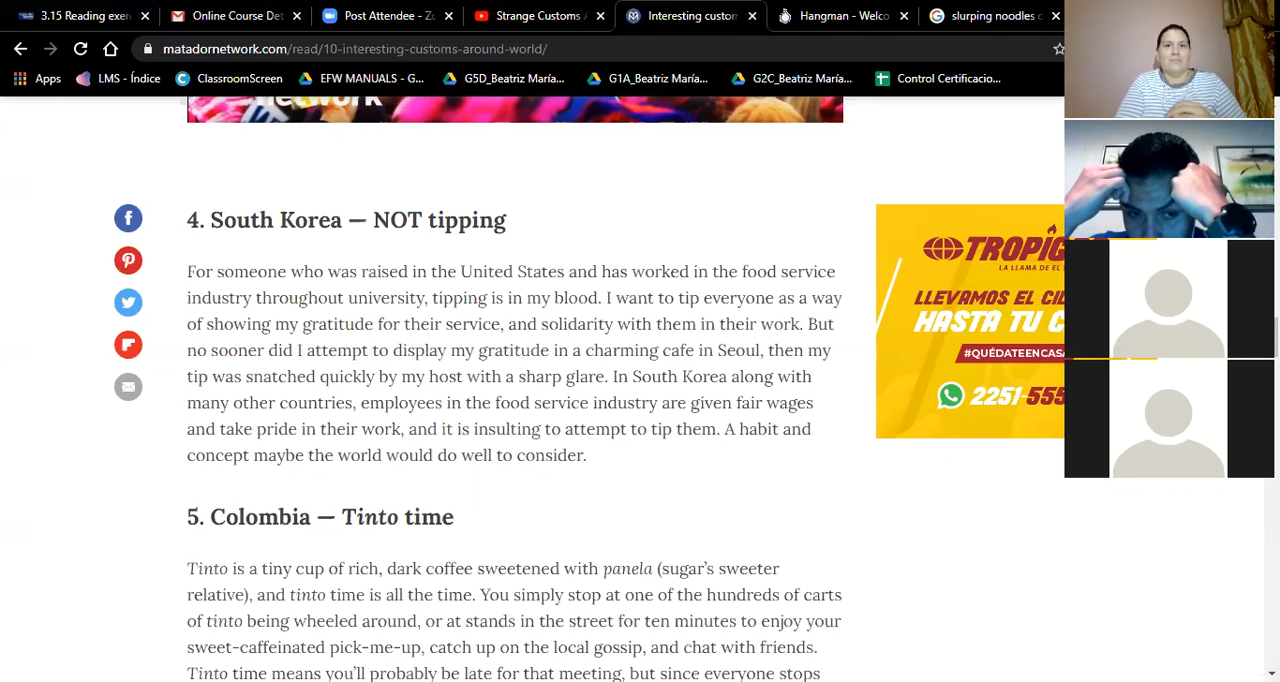 3.15 Reading exer
Online Course Det
Post Attendee - Zo
Strange Customs
Interesting custom
Hangman - Welco
slurping noodles c
matadornetwork.com/read/10-interesting-customs-around-world/
Apps
LMS - Índice
ClassroomScreen
EFW MANUALS - G...
G5D_Beatriz María...
G1A_Beatriz María...
G2C_Beatriz María...
Control Certificacio...
network
4. South Korea — NOT tipping
For someone who was raised in the United States and has worked in the food service
industry throughout university, tipping is in my blood. I want to tip everyone as a way
of showing my gratitude for their service, and solidarity with them in their work. But
no sooner did I attempt to display my gratitude in a charming cafe in Seoul, then my
tip was snatched quickly by my host with a sharp glare. In South Korea along with
many other countries, employees in the food service industry are given fair wages
and take pride in their work, and it is insulting to attempt to tip them. A habit and
concept maybe the world would do well to consider.
TROPIG
LA LLAMA DE EL S
LLEVAMOS EL CIL
HASTA TU C
#QUÉDATEENCASA
2251-555
5. Colombia — Tinto time
Tinto is a tiny cup of rich, dark coffee sweetened with panela (sugar's sweeter
relative), and tinto time is all the time. You simply stop at one of the hundreds of carts
of tinto being wheeled around, or at stands in the street for ten minutes to enjoy your
sweet-caffeinated pick-me-up, catch up on the local gossip, and chat with friends.
Tinto time means you'll probably be late for that meeting, but since everyone stops